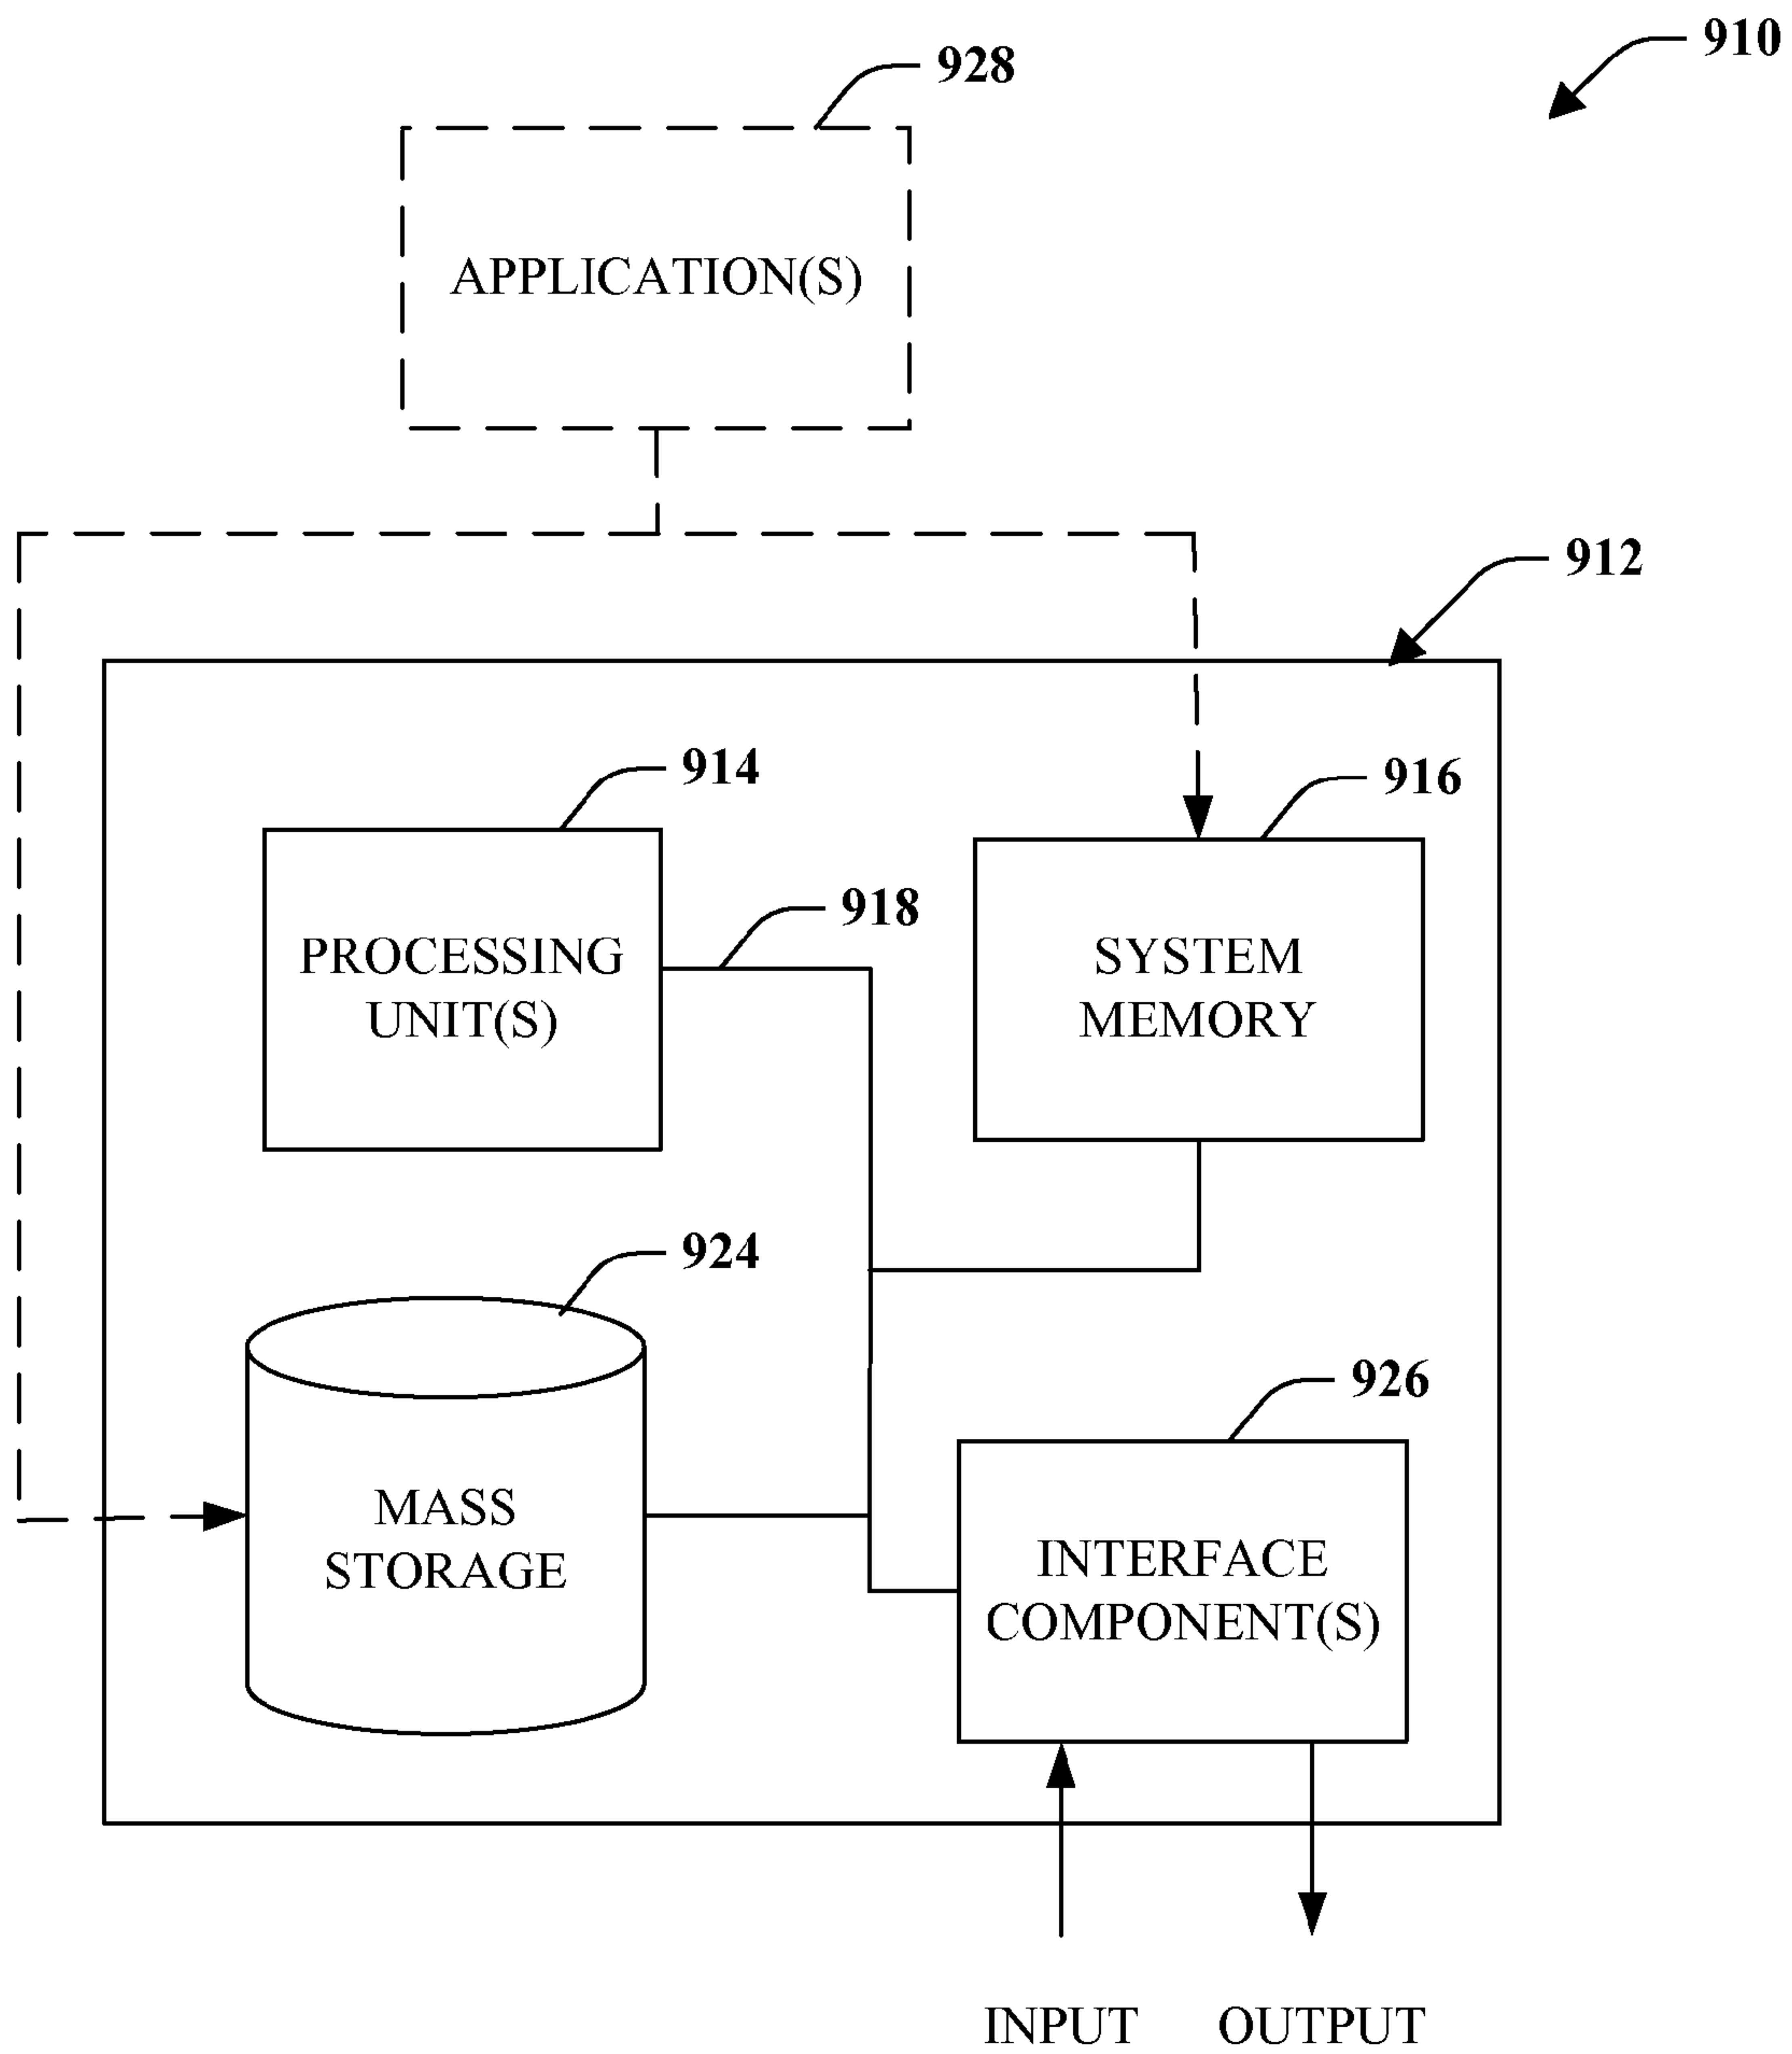 910
928
APPLICATION(S)
912
914
916
918
PROCESSING
UNIT(S)
SYSTEM
MEMORY
924
926
MASS
STORAGE
INTERFACE
COMPONENT(S)
INPUT
OUTPUT